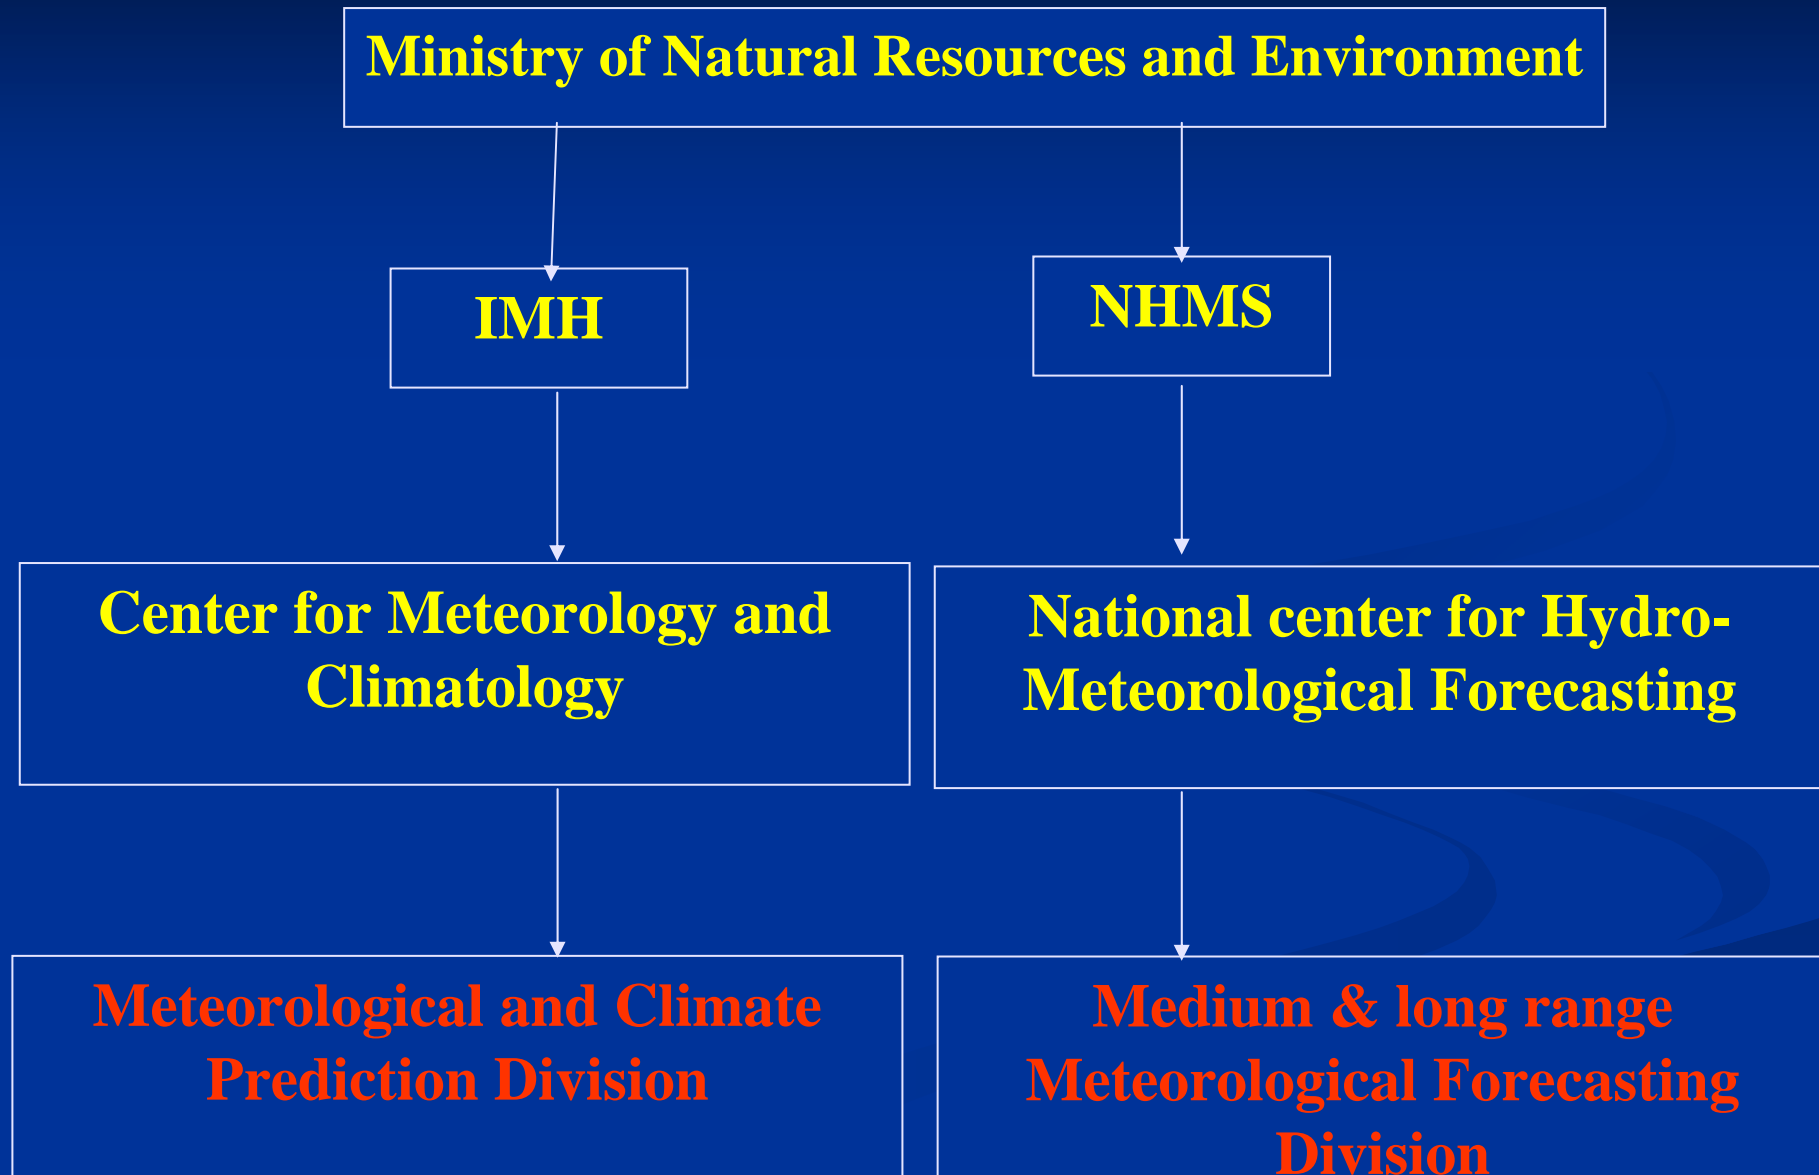 Ministry of Natural Resources and Environment
IMH
NHMS
Center for Meteorology and
Climatology
National center for Hydro-
Meteorological Forecasting
Meteorological and Climate
Prediction Division
Medium & long range
Meteorological Forecasting
Division